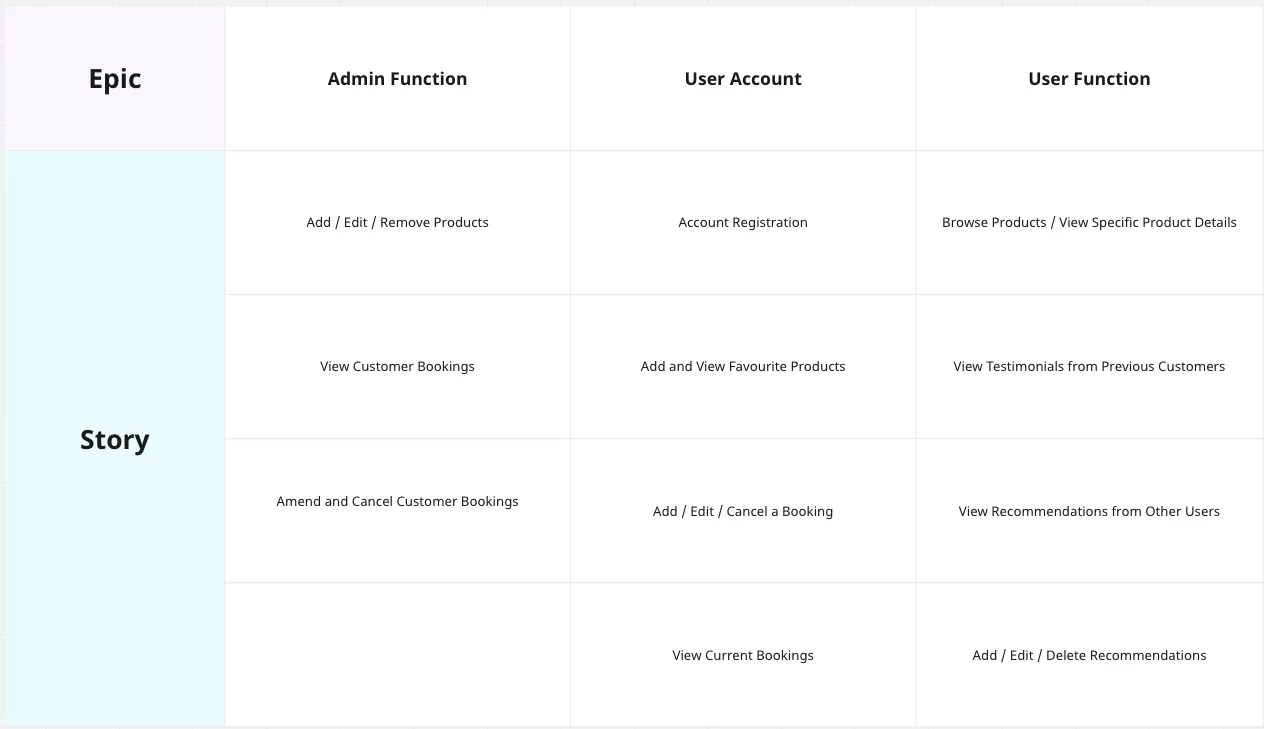 Epic
Admin Function
User Account
User Function
Story
Add / Edit / Remove Products
Account Registration
Browse Products / View Specific Product Details
View Customer Bookings
Add and View Favourite Products
View Testimonials from Previous Customers
Amend and Cancel Customer Bookings
Add / Edit / Cancel a Booking
View Recommendations from Other Users
View Current Bookings
Add / Edit / Delete Recommendations